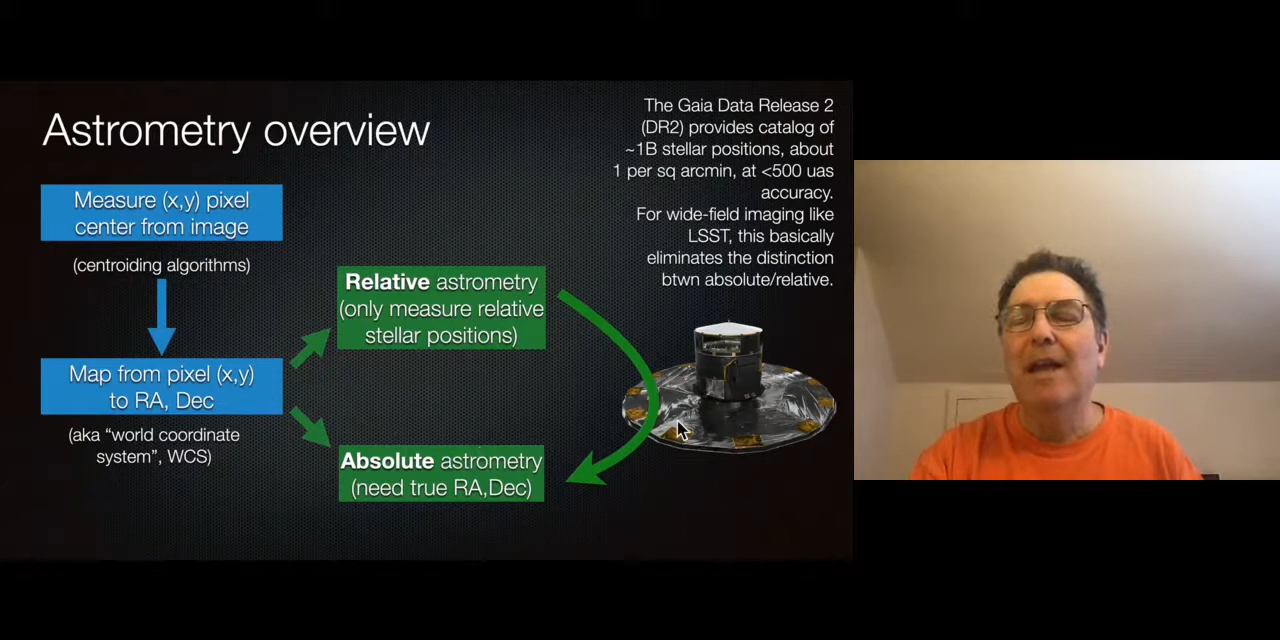 Astrometry overview
Measure (x,y) pixel
center from image
(centroiding algorithms)
Map from pixel (x,y)
to RA, Dec
(aka “world coordinate
system”, WCS)
Relative astrometry
(only measure relative
stellar positions)
Absolute astrometry
(need true RA,Dec)
The Gaia Data Release 2
(DR2) provides catalog of
~1B stellar positions, about
1 per sq arcmin, at <500 uas
accuracy.
For wide-field imaging like
LSST, this basically
eliminates the distinction
btwn absolute/relative.